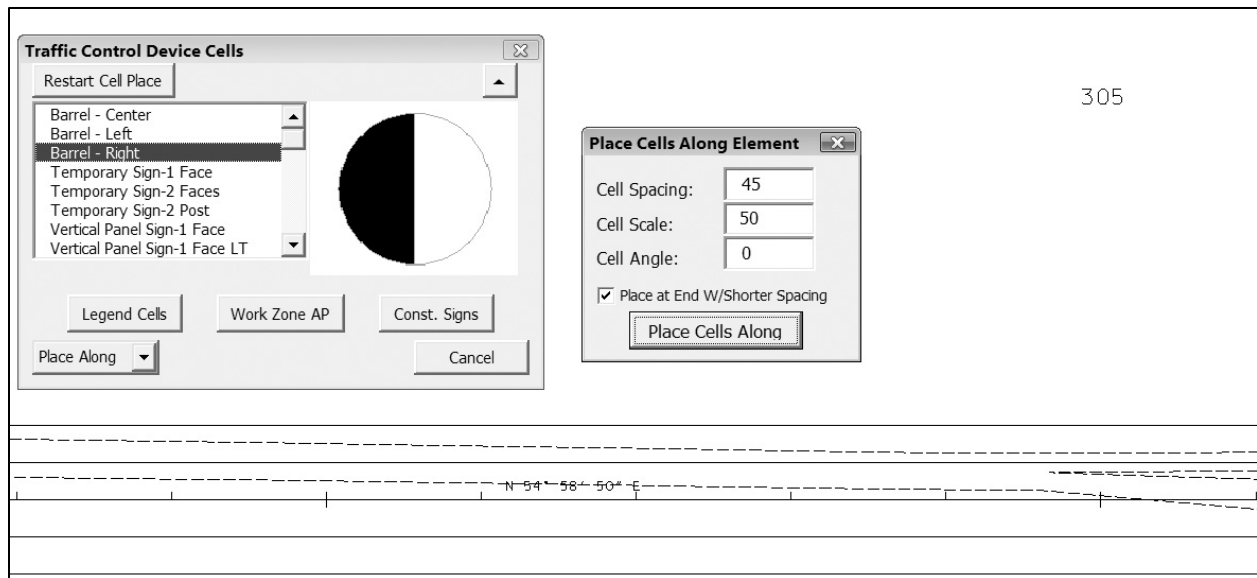 Traffic Control Device Cells
Restart Cell Place
Barrel - Center
Barrel - Left
Barrel - Right
Temporary Sign-1 Face
Temporary Sign-2 Faces
Temporary Sign-2 Post
Vertical Panel Sign-1 Face
Vertical Panel Sign-1 Face LT
Legend Cells
Work Zone AP
Const. Signs
Place Along
Cancel
305
Place Cells Along Element
Cell Spacing: 45
Cell Scale: 50
Cell Angle: 0
Place at End W/Shorter Spacing
Place Cells Along
N 54° 58' 50" E